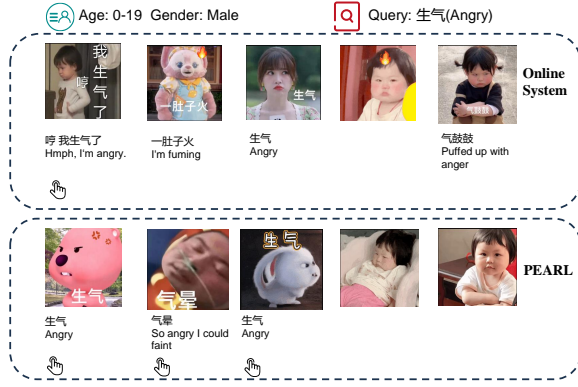 Age: 0-19 Gender: Male
Query: 生气(Angry)
我生气了
哼
一肚子火
生气
气鼓鼓
Online
System
哼 我生气了
Hmph, I'm angry.
一肚子火
I'm fuming
生气
Angry
气鼓鼓
Puffed up with
anger
生气
气晕
生气
PEARL
生气
Angry
气晕
So angry I could
faint
生气
Angry